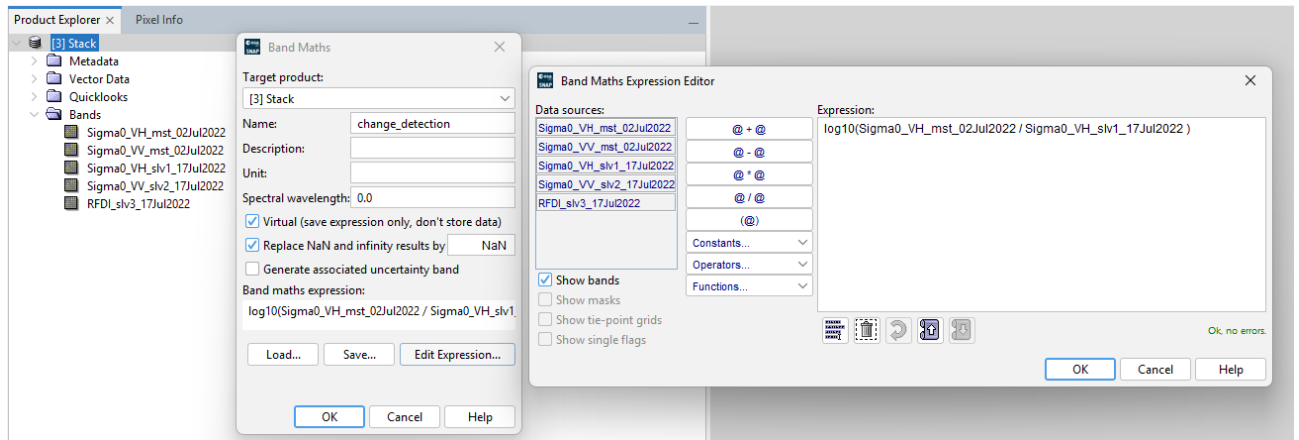 Product Explorer × Pixel Info
[3] Stack
Metadata
Vector Data
Quicklooks
Bands
Sigma0_VH_mst_02Jul2022
Sigma0_VV_mst_02Jul2022
Sigma0_VH_slv1_17Jul2022
Sigma0_VV_slv2_17Jul2022
RFDI_slv3_17Jul2022
esa
SNAP
Band Maths
Target product:
[3] Stack
Name: change_detection
Description:
Unit:
Spectral wavelength: 0.0
Virtual (save expression only, don't store data)
Replace NaN and infinity results by NaN
Generate associated uncertainty band
Band maths expression:
log10(Sigma0_VH_mst_02Jul2022 / Sigma0_VH_slv1_
Load... Save... Edit Expression...
OK Cancel Help
esa
SNAP
Band Maths Expression Editor
Data sources:
Sigma0_VH_mst_02Jul2022
Sigma0_VV_mst_02Jul2022
Sigma0_VH_slv1_17Jul2022
Sigma0_VV_slv2_17Jul2022
RFDI_slv3_17Jul2022
Show bands
Show masks
Show tie-point grids
Show single flags
@ + @
@ - @
@ * @
@ / @
(@)
Constants...
Operators...
Functions...
Expression:
log10(Sigma0_VH_mst_02Jul2022 / Sigma0_VH_slv1_17Jul2022 )
Ok, no errors.
OK Cancel Help